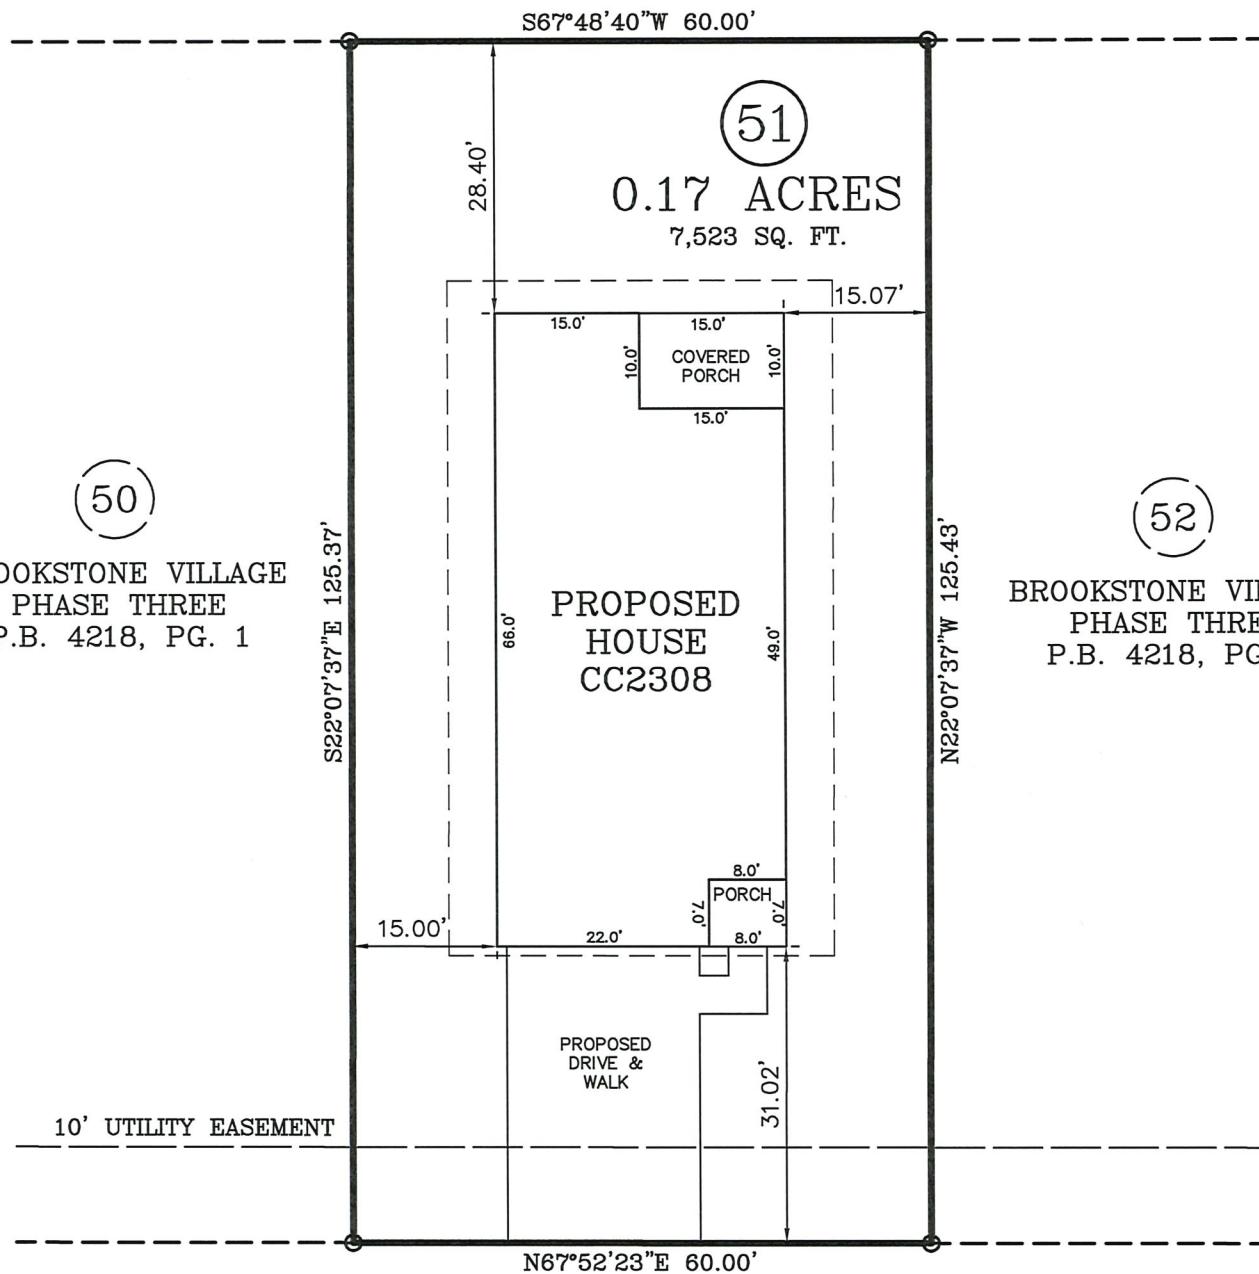 S67°48'40"W 60.00'
51
0.17 ACRES
7,523 SQ. FT.
28.40'
15.07'
15.0'
15.0'
10.0'
COVERED
PORCH
10.0'
15.0'
50
OOKSTONE VILLAGE
PHASE THREE
P.B. 4218, PG. 1
S22°07'37"E 125.37'
66.0'
PROPOSED
HOUSE
CC2308
49.0'
N22°07'37"W 125.43'
52
BROOKSTONE VI
PHASE THRE
P.B. 4218, PG
8.0'
PORCH
7.0'
7.0'
15.00'
22.0'
8.0'
PROPOSED
DRIVE &
WALK
31.02'
10' UTILITY EASEMENT
N67°52'23"E 60.00'